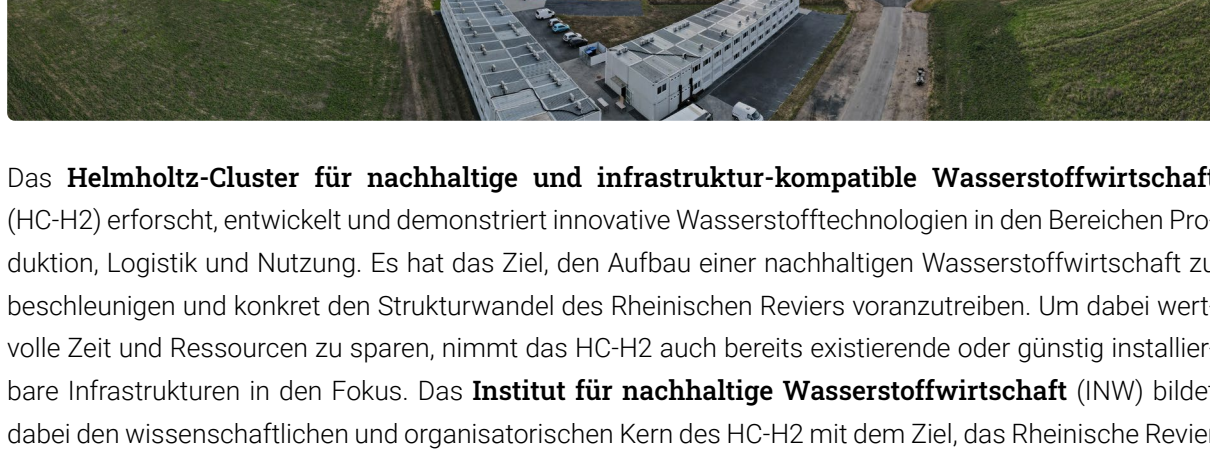 Das Helmholtz-Cluster für nachhaltige und infrastruktur-kompatible Wasserstoffwirtschaft
(HC-H2) erforscht, entwickelt und demonstriert innovative Wasserstofftechnologien in den Bereichen Pro-
duktion, Logistik und Nutzung. Es hat das Ziel, den Aufbau einer nachhaltigen Wasserstoffwirtschaft zu
beschleunigen und konkret den Strukturwandel des Rheinischen Reviers voranzutreiben. Um dabei wert-
volle Zeit und Ressourcen zu sparen, nimmt das HC-H2 auch bereits existierende oder günstig installier-
bare Infrastrukturen in den Fokus. Das Institut für nachhaltige Wasserstoffwirtschaft (INW) bildet
dabei den wissenschaftlichen und organisatorischen Kern des HC-H2 mit dem Ziel, das Rheinische Revier